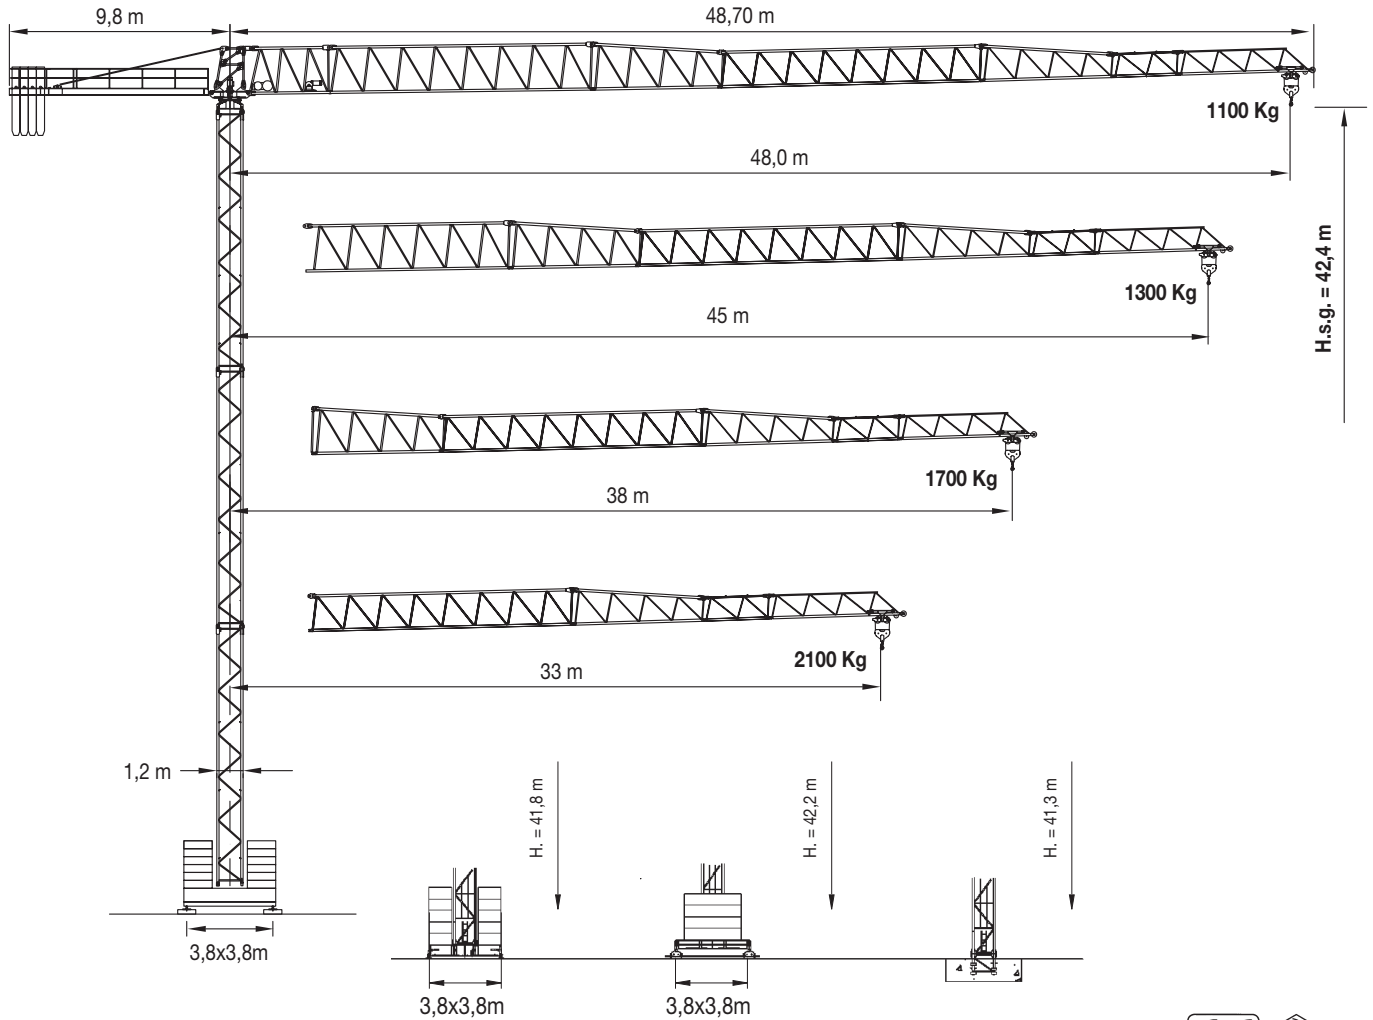 9,8 m
48,70 m
1100 Kg
48,0 m
1300 Kg
45 m
H.s.g. = 42,4 m
1700 Kg
38 m
2100 Kg
33 m
1,2 m
H. = 41,8 m
H. = 42,2 m
H. = 41,3 m
3,8x3,8m
3,8x3,8m
3,8x3,8m